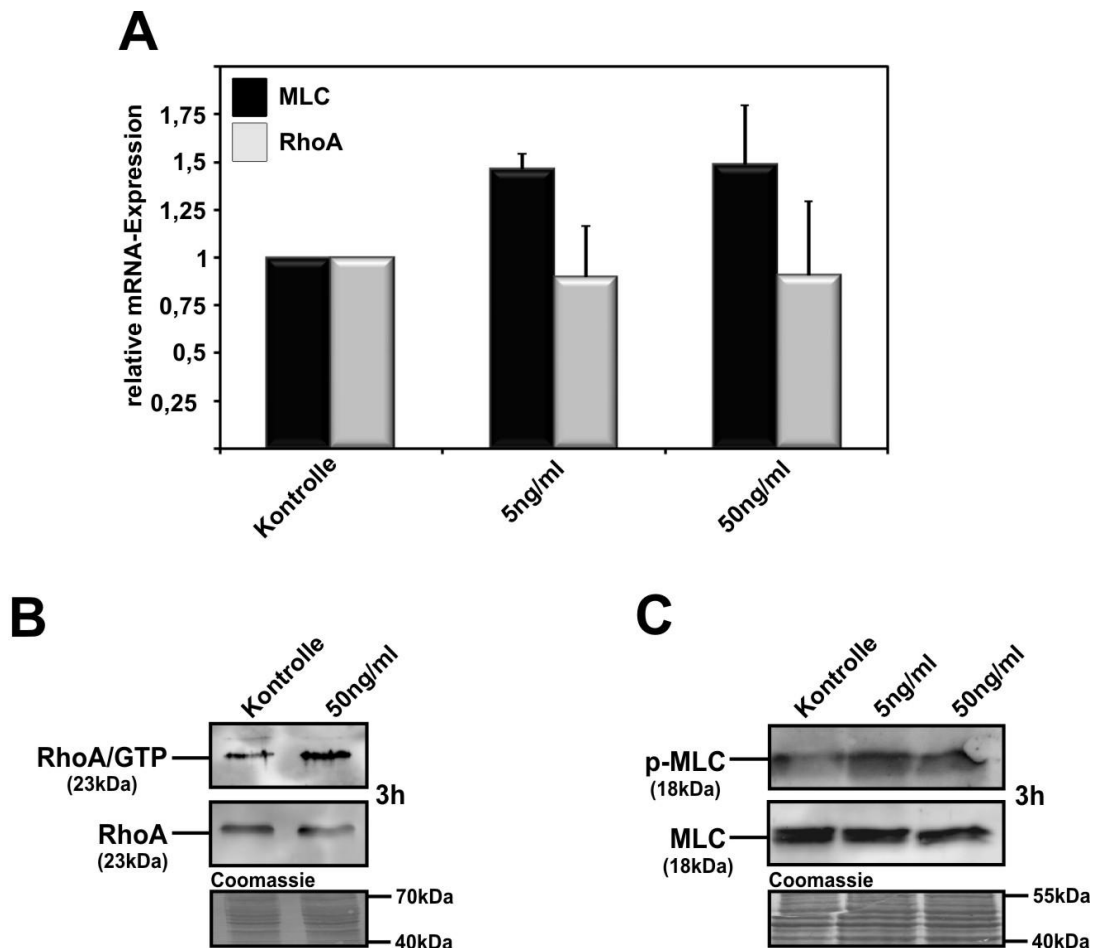 A
MLC
RhoA
relative mRNA-Expression
1,75
1,5
1,25
1
0,75
0,5
0,25
Kontrolle
5ng/ml
50ng/ml
B
Kontrolle
50ng/ml
RhoA/GTP
(23kDa)
3h
RhoA
(23kDa)
Coomassie
70kDa
40kDa
C
Kontrolle
5ng/ml
50ng/ml
p-MLC
(18kDa)
3h
MLC
(18kDa)
Coomassie
55kDa
40kDa